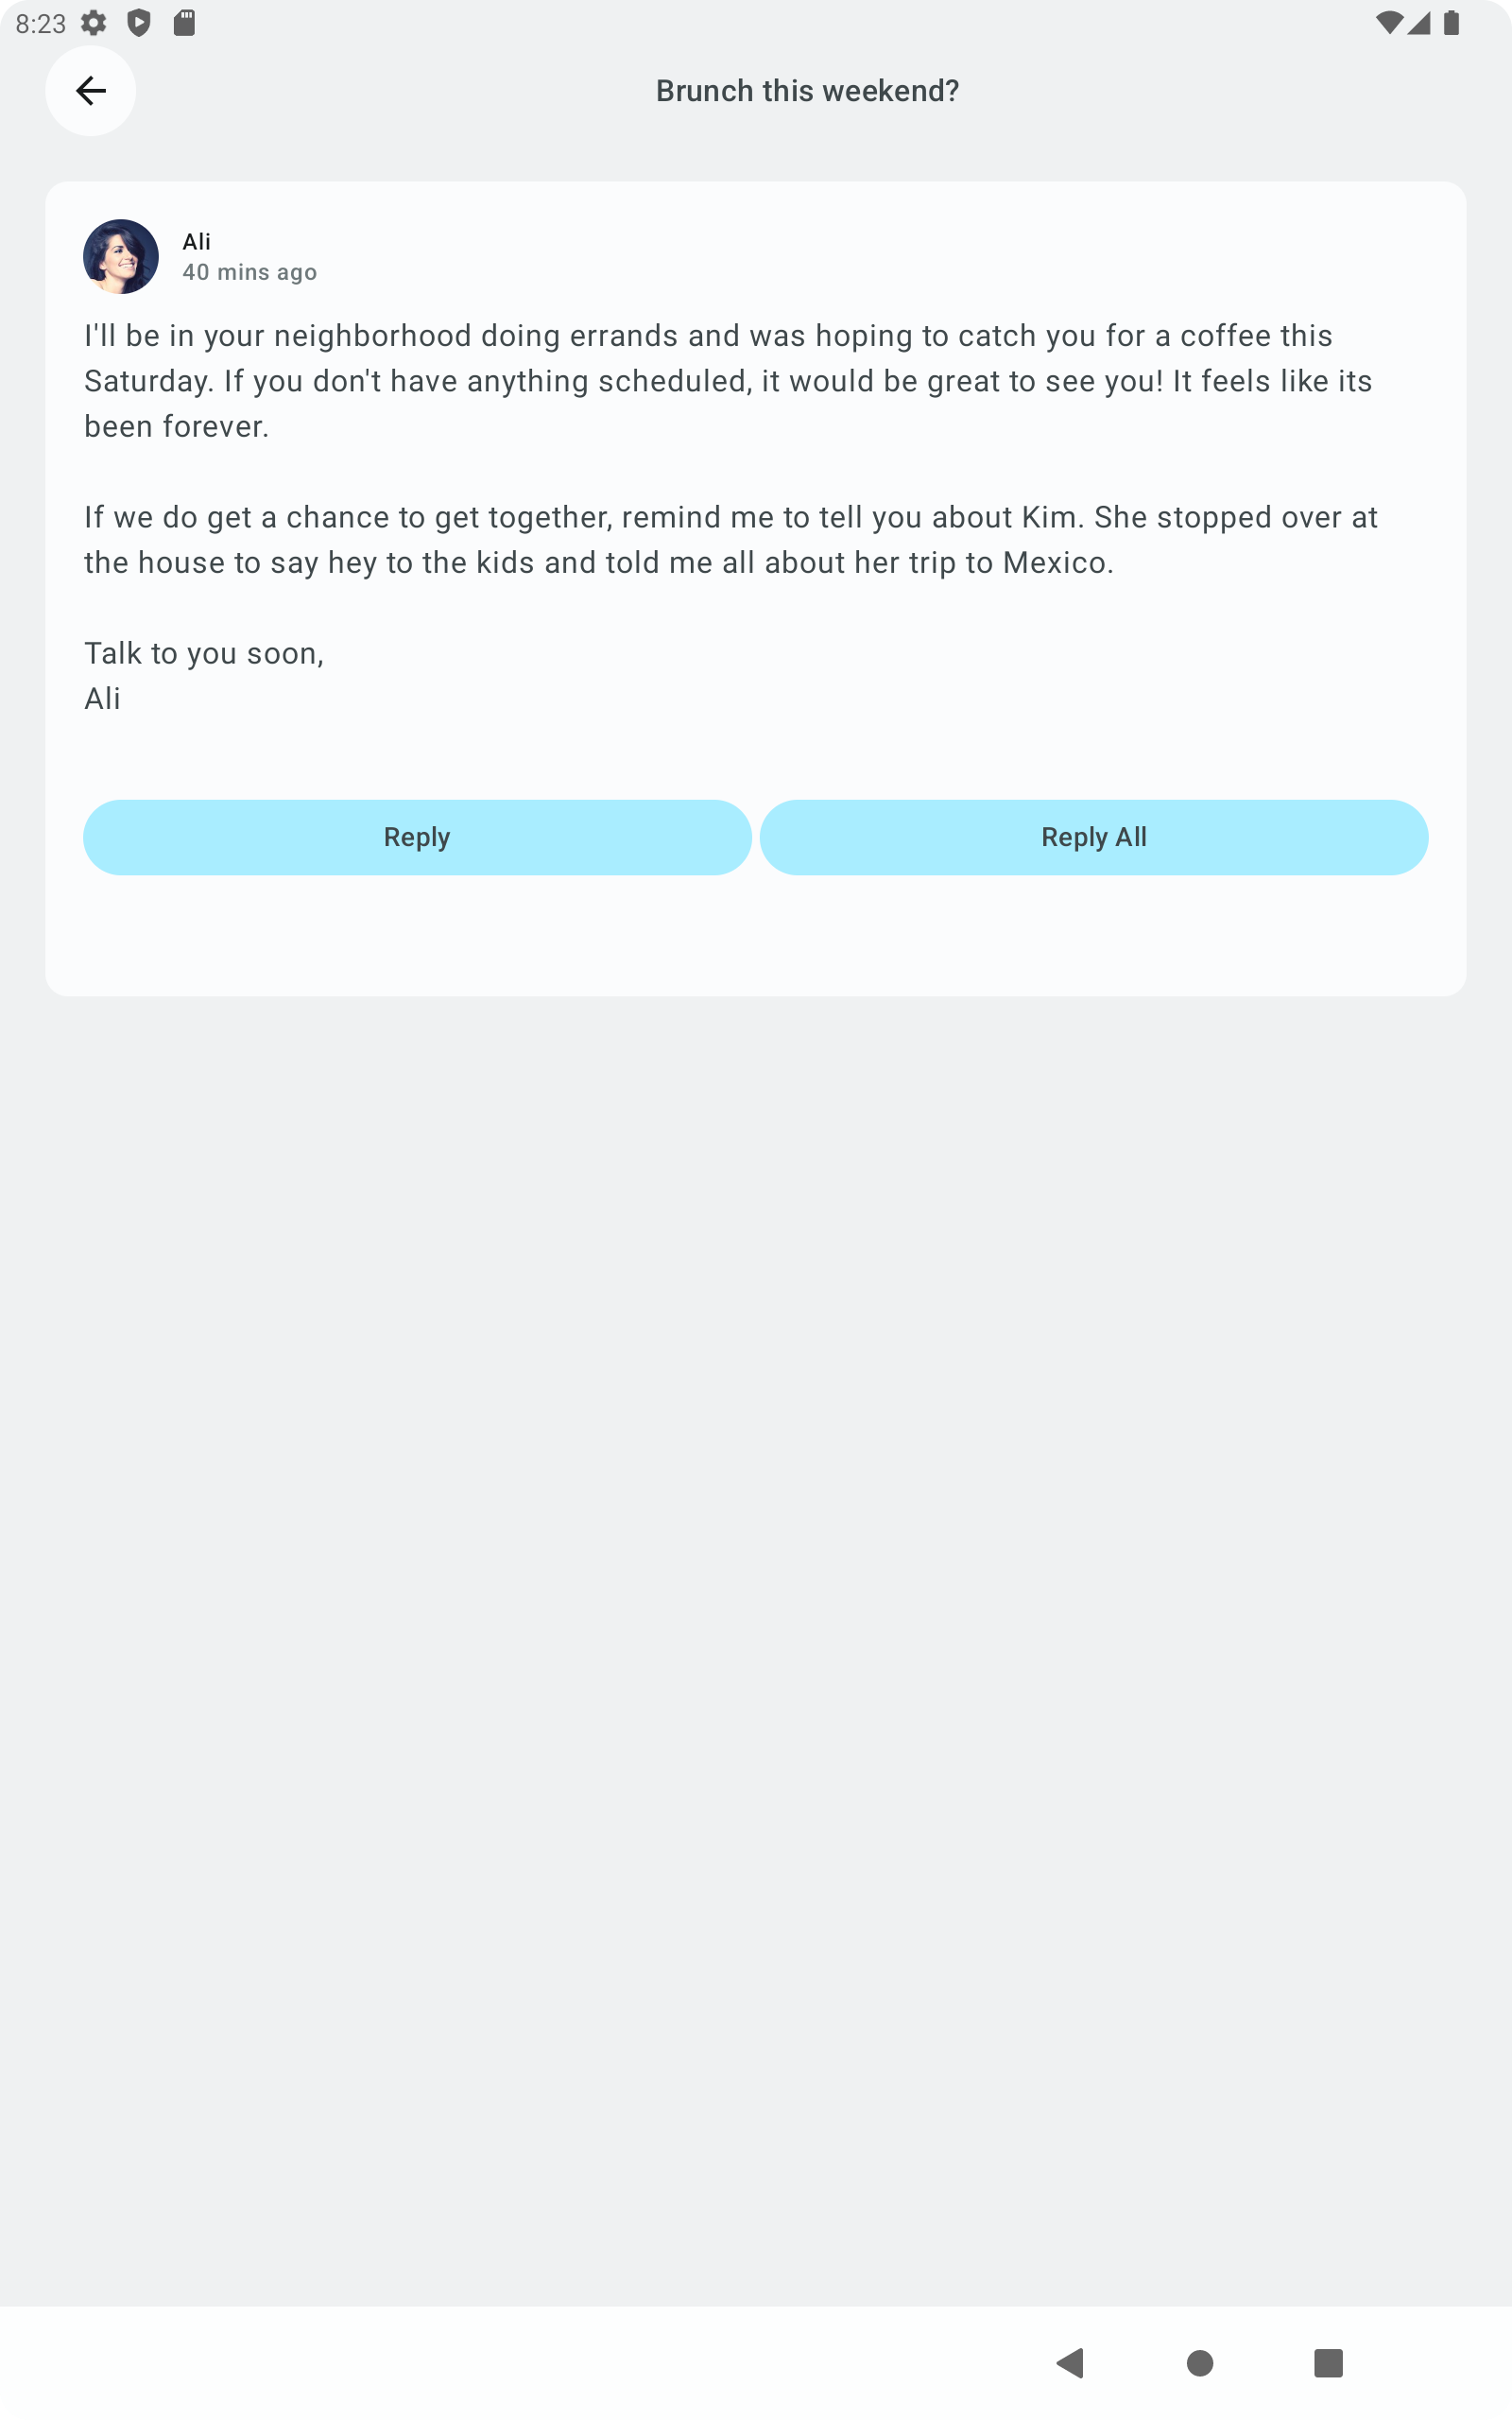 8:23
Brunch this weekend?
Ali
40 mins ago
I'll be in your neighborhood doing errands and was hoping to catch you for a coffee this
Saturday. If you don't have anything scheduled, it would be great to see you! It feels like its
been forever.
If we do get a chance to get together, remind me to tell you about Kim. She stopped over at
the house to say hey to the kids and told me all about her trip to Mexico.
Talk to you soon,
Ali
Reply
Reply All